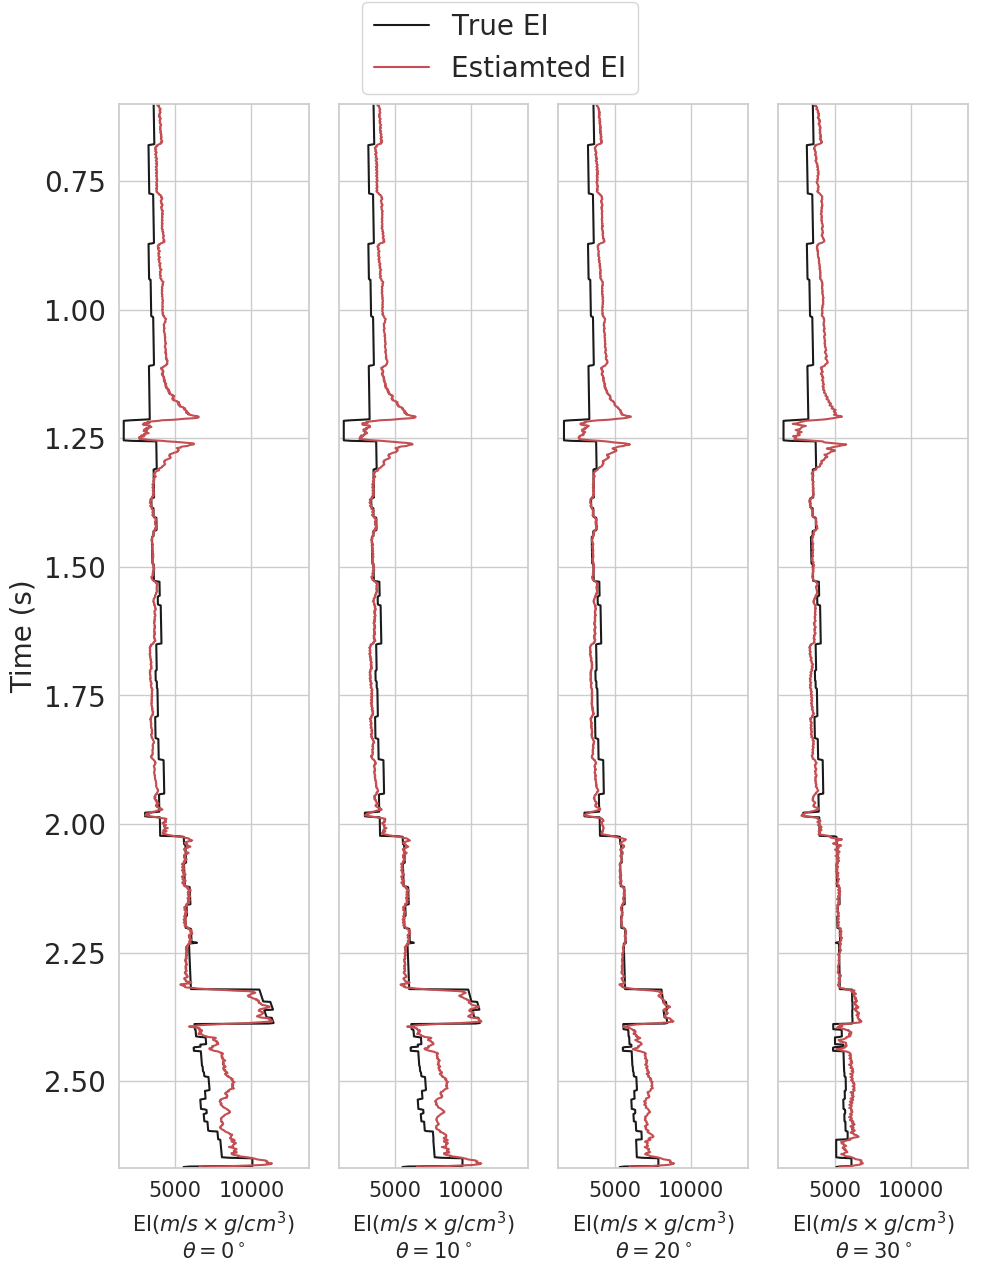 True EI
Estiamted EI
0.75
1.00
1.25
1.50
1.75
2.00
2.25
2.50
Time (s)
5000 10000 5000 10000 5000 10000 5000 10000
EI(m/s × g/cm³) EI(m/s × g/cm³) EI(m/s × g/cm³) EI(m/s × g/cm³)
θ = 0° θ = 10° θ = 20° θ = 30°